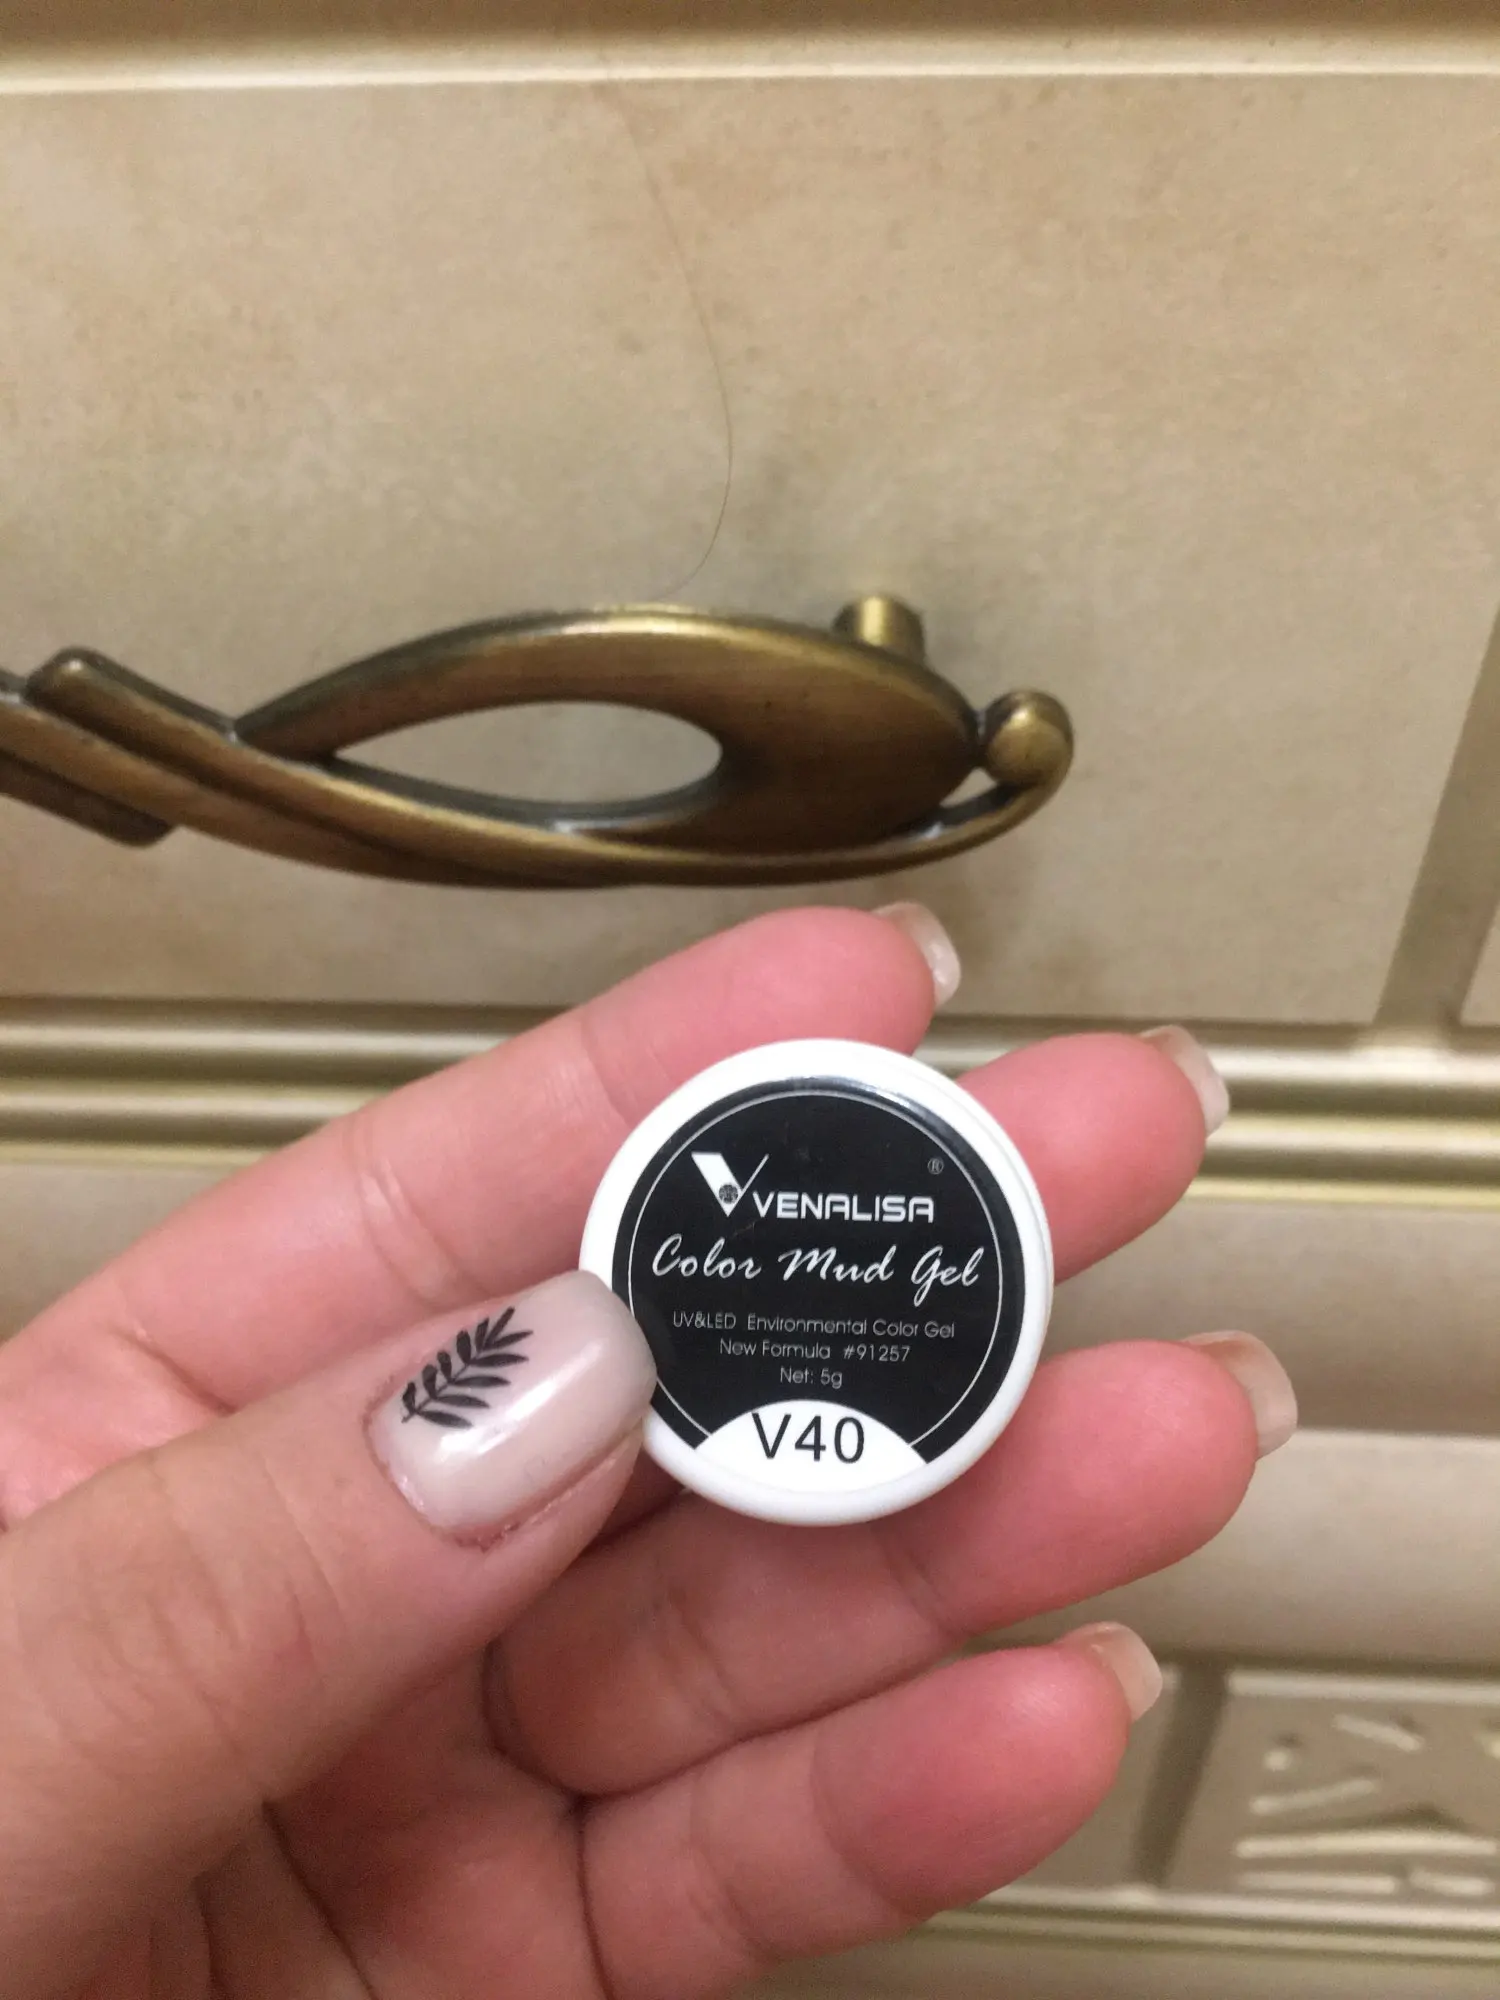 VENALISA ®
Color Mud Gel
UV&LED Environmental Color Gel
New Formula #91257
Net: 5g
V40